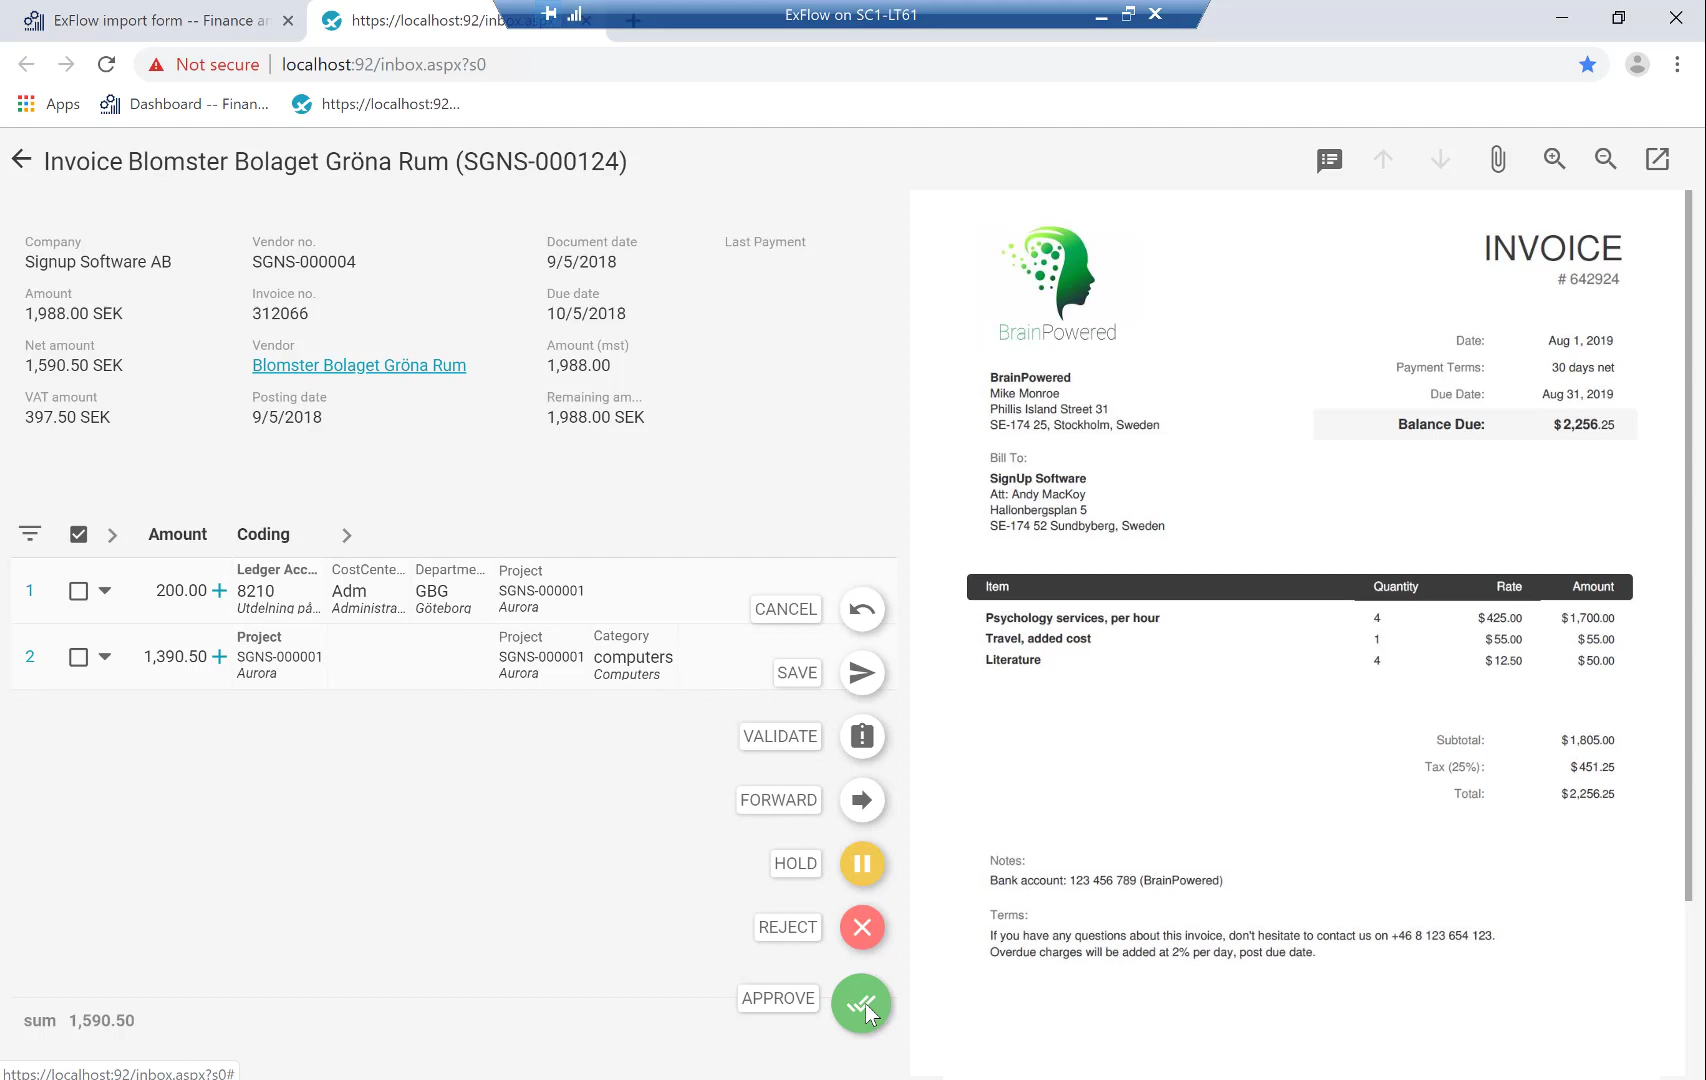 ExFlow import form -- Finance an
https://localhost:92/inbox.asp
ExFlow on SC1-LT61
Not secure
localhost:92/inbox.aspx?s0
Apps
Dashboard -- Finan...
https://localhost:92...
Invoice Blomster Bolaget Gröna Rum (SGNS-000124)
Company
Signup Software AB
Vendor no.
SGNS-000004
Document date
9/5/2018
Last Payment
Amount
1,988.00 SEK
Invoice no.
312066
Due date
10/5/2018
Net amount
1,590.50 SEK
Vendor
Blomster Bolaget Gröna Rum
Amount (mst)
1,988.00
VAT amount
397.50 SEK
Posting date
9/5/2018
Remaining am...
1,988.00 SEK
Amount Coding
Ledger Acc... CostCente... Departme... Project
1 200.00 8210 Adm GBG SGNS-000001
Utdelning på... Administra... Göteborg Aurora
Project Project Category
2 1,390.50 SGNS-000001 SGNS-000001 computers
Aurora Aurora Computers
CANCEL
SAVE
VALIDATE
FORWARD
HOLD
REJECT
APPROVE
sum 1,590.50
https://localhost:92/inbox.aspx?s0#
BrainPowered
INVOICE
# 642924
Date: Aug 1, 2019
Payment Terms: 30 days net
Due Date: Aug 31, 2019
Balance Due: $2,256.25
BrainPowered
Mike Monroe
Phillis Island Street 31
SE-174 25, Stockholm, Sweden
Bill To:
SignUp Software
Att: Andy MacKoy
Hallonbergsplan 5
SE-174 52 Sundbyberg, Sweden
Item Quantity Rate Amount
Psychology services, per hour 4 $425.00 $1,700.00
Travel, added cost 1 $55.00 $55.00
Literature 4 $12.50 $50.00
Subtotal: $1,805.00
Tax (25%): $451.25
Total: $2,256.25
Notes:
Bank account: 123 456 789 (BrainPowered)
Terms:
If you have any questions about this invoice, don't hesitate to contact us on +46 8 123 654 123.
Overdue charges will be added at 2% per day, post due date.